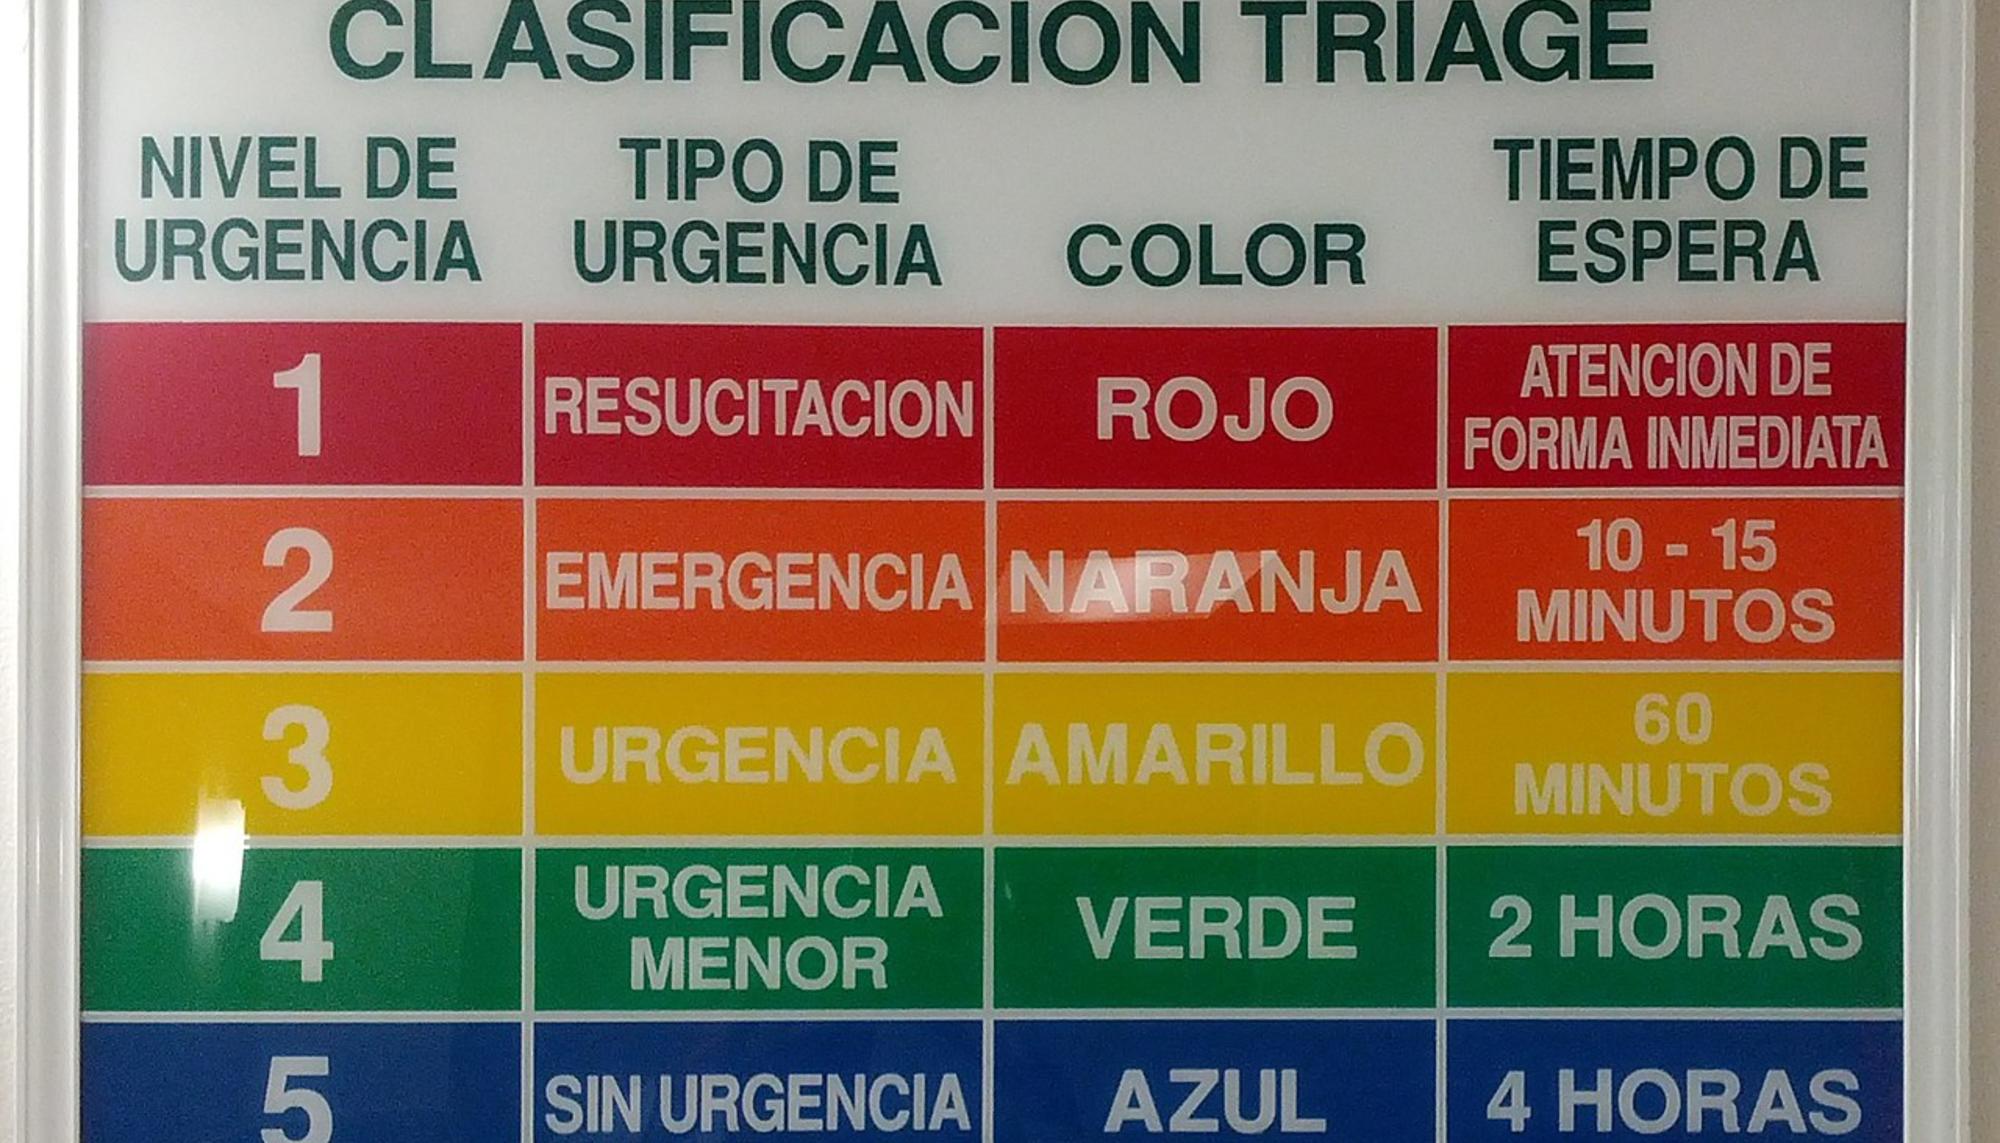 CLASIFICACION TRIAGE
NIVEL DE
URGENCIA
TIPO DE
URGENCIA
COLOR
TIEMPO DE
ESPERA
1
RESUCITACION
ROJO
ATENCION DE
FORMA INMEDIATA
2
EMERGENCIA
NARANJA
10 - 15
MINUTOS
3
URGENCIA
AMARILLO
60
MINUTOS
4
URGENCIA
MENOR
VERDE
2 HORAS
5
SIN URGENCIA
AZUL
4 HORAS